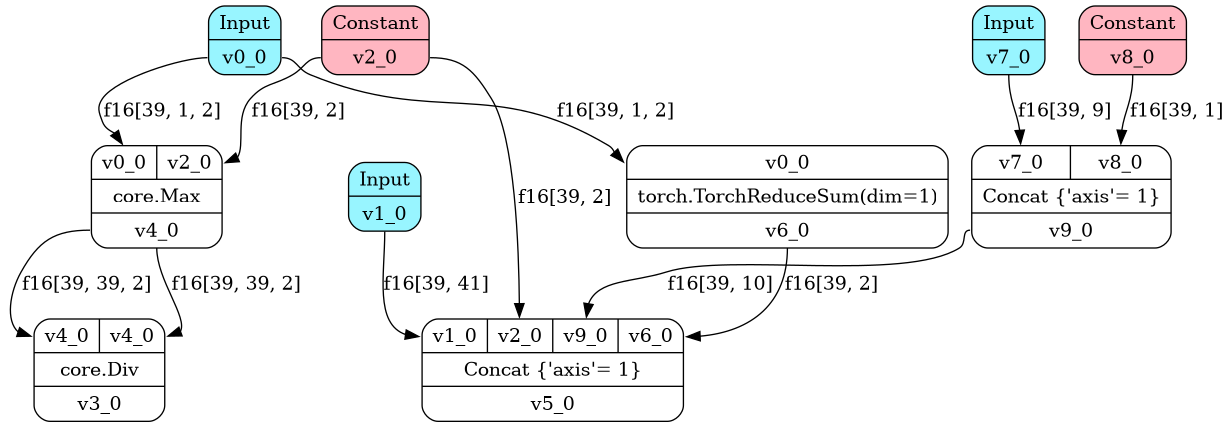 Input
v0_0
Constant
v2_0
Input
v7_0
Constant
v8_0
f16[39, 1, 2]
f16[39, 2]
f16[39, 1, 2]
f16[39, 9]
f16[39, 1]
v0_0 v2_0
core.Max
v4_0
Input
v1_0
f16[39, 2]
v0_0
torch.TorchReduceSum(dim=1)
v6_0
v7_0 v8_0
Concat {'axis'= 1}
v9_0
f16[39, 39, 2]
f16[39, 39, 2]
f16[39, 41]
f16[39, 10]
f16[39, 2]
v4_0 v4_0
core.Div
v3_0
v1_0 v2_0 v9_0 v6_0
Concat {'axis'= 1}
v5_0